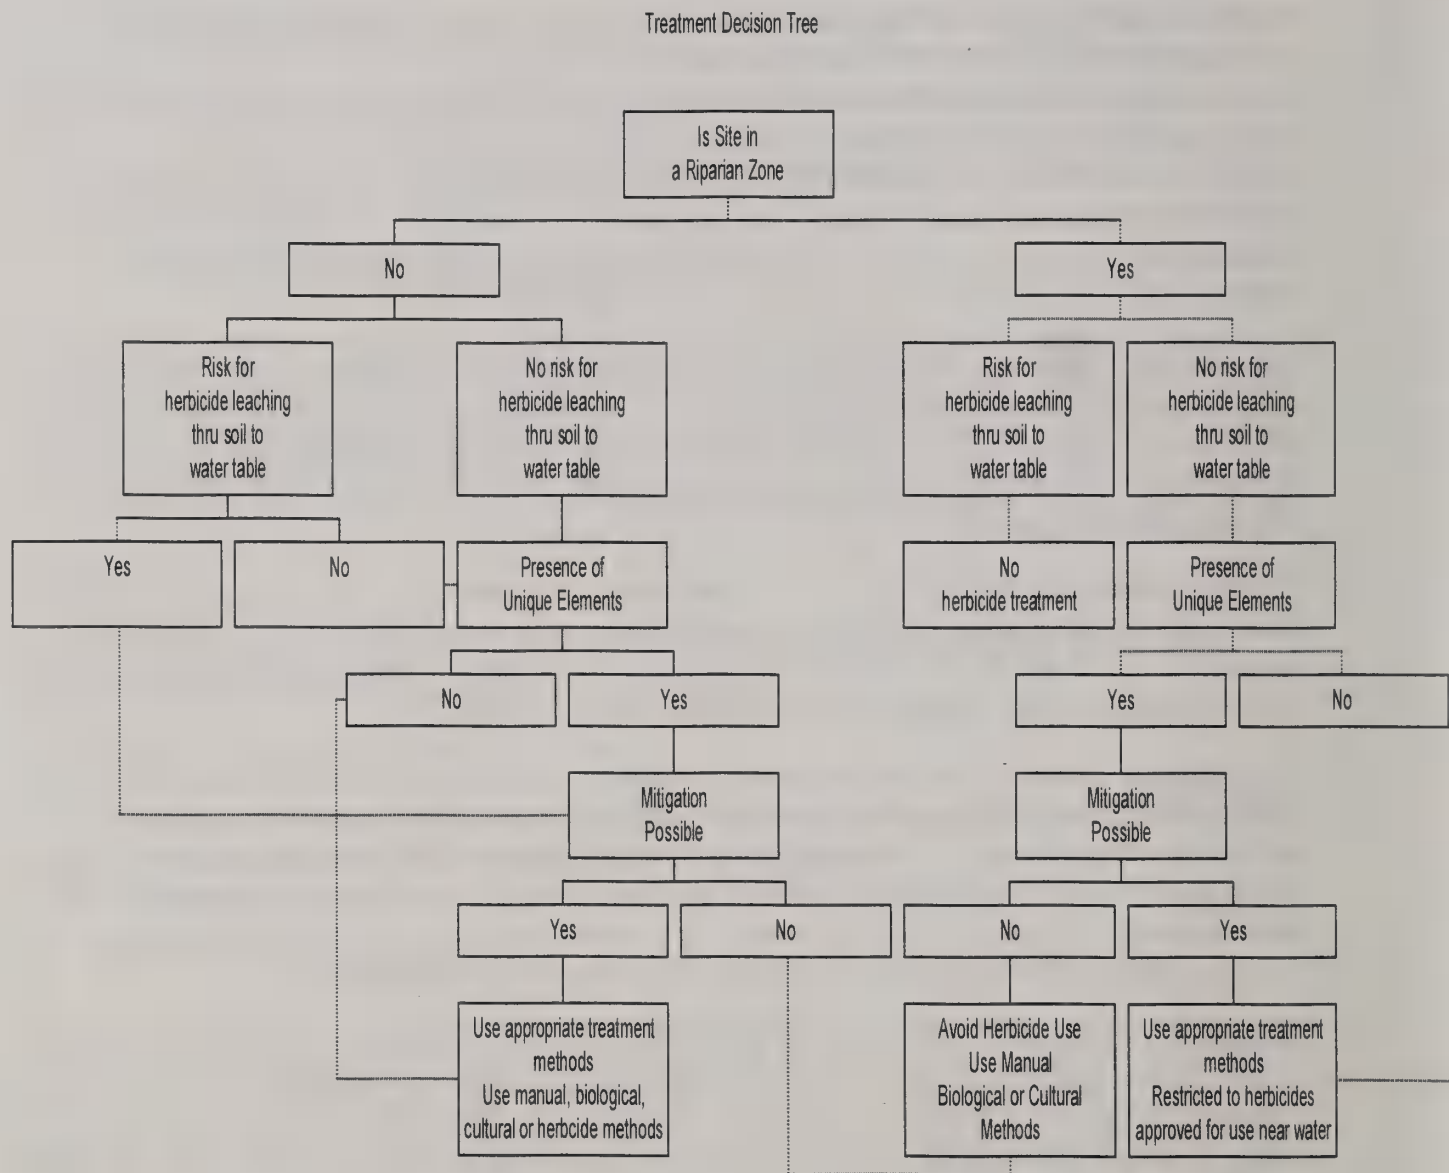 Treatment Decision Tree
Is Site in
a Riparian Zone
No
Yes
Risk for
herbicide leaching
thru soil to
water table
No risk for
herbicide leaching
thru soil to
water table
Risk for
herbicide leaching
thru soil to
water table
No risk for
herbicide leaching
thru soil to
water table
Yes
No
Presence of
Unique Elements
No
herbicide treatment
Presence of
Unique Elements
No
Yes
Yes
No
Mitigation
Possible
Mitigation
Possible
Yes
No
No
Yes
Use appropriate treatment
methods
Use manual, biological,
cultural or herbcide methods
Avoid Herbicide Use
Use Manual
Biological or Cultural
Methods
Use appropriate treatment
methods
Restricted to herbicides
approved for use near water